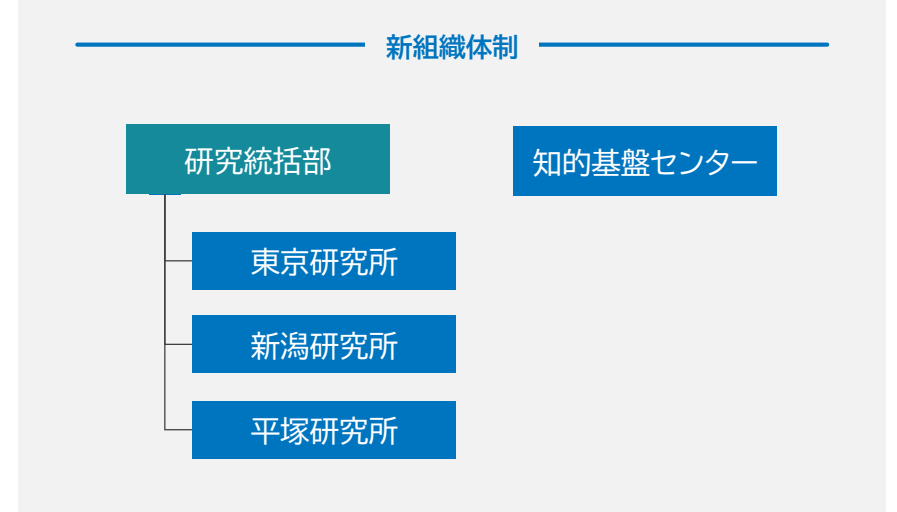 新組織体制
研究統括部
知的基盤センター
東京研究所
新潟研究所
平塚研究所